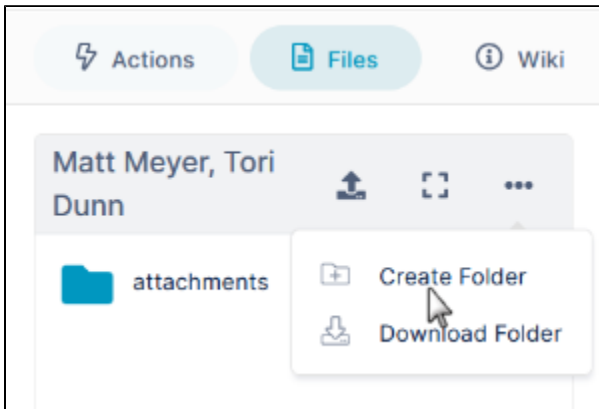 Actions Files Wiki
Matt Meyer, Tori
Dunn
attachments
Create Folder
Download Folder